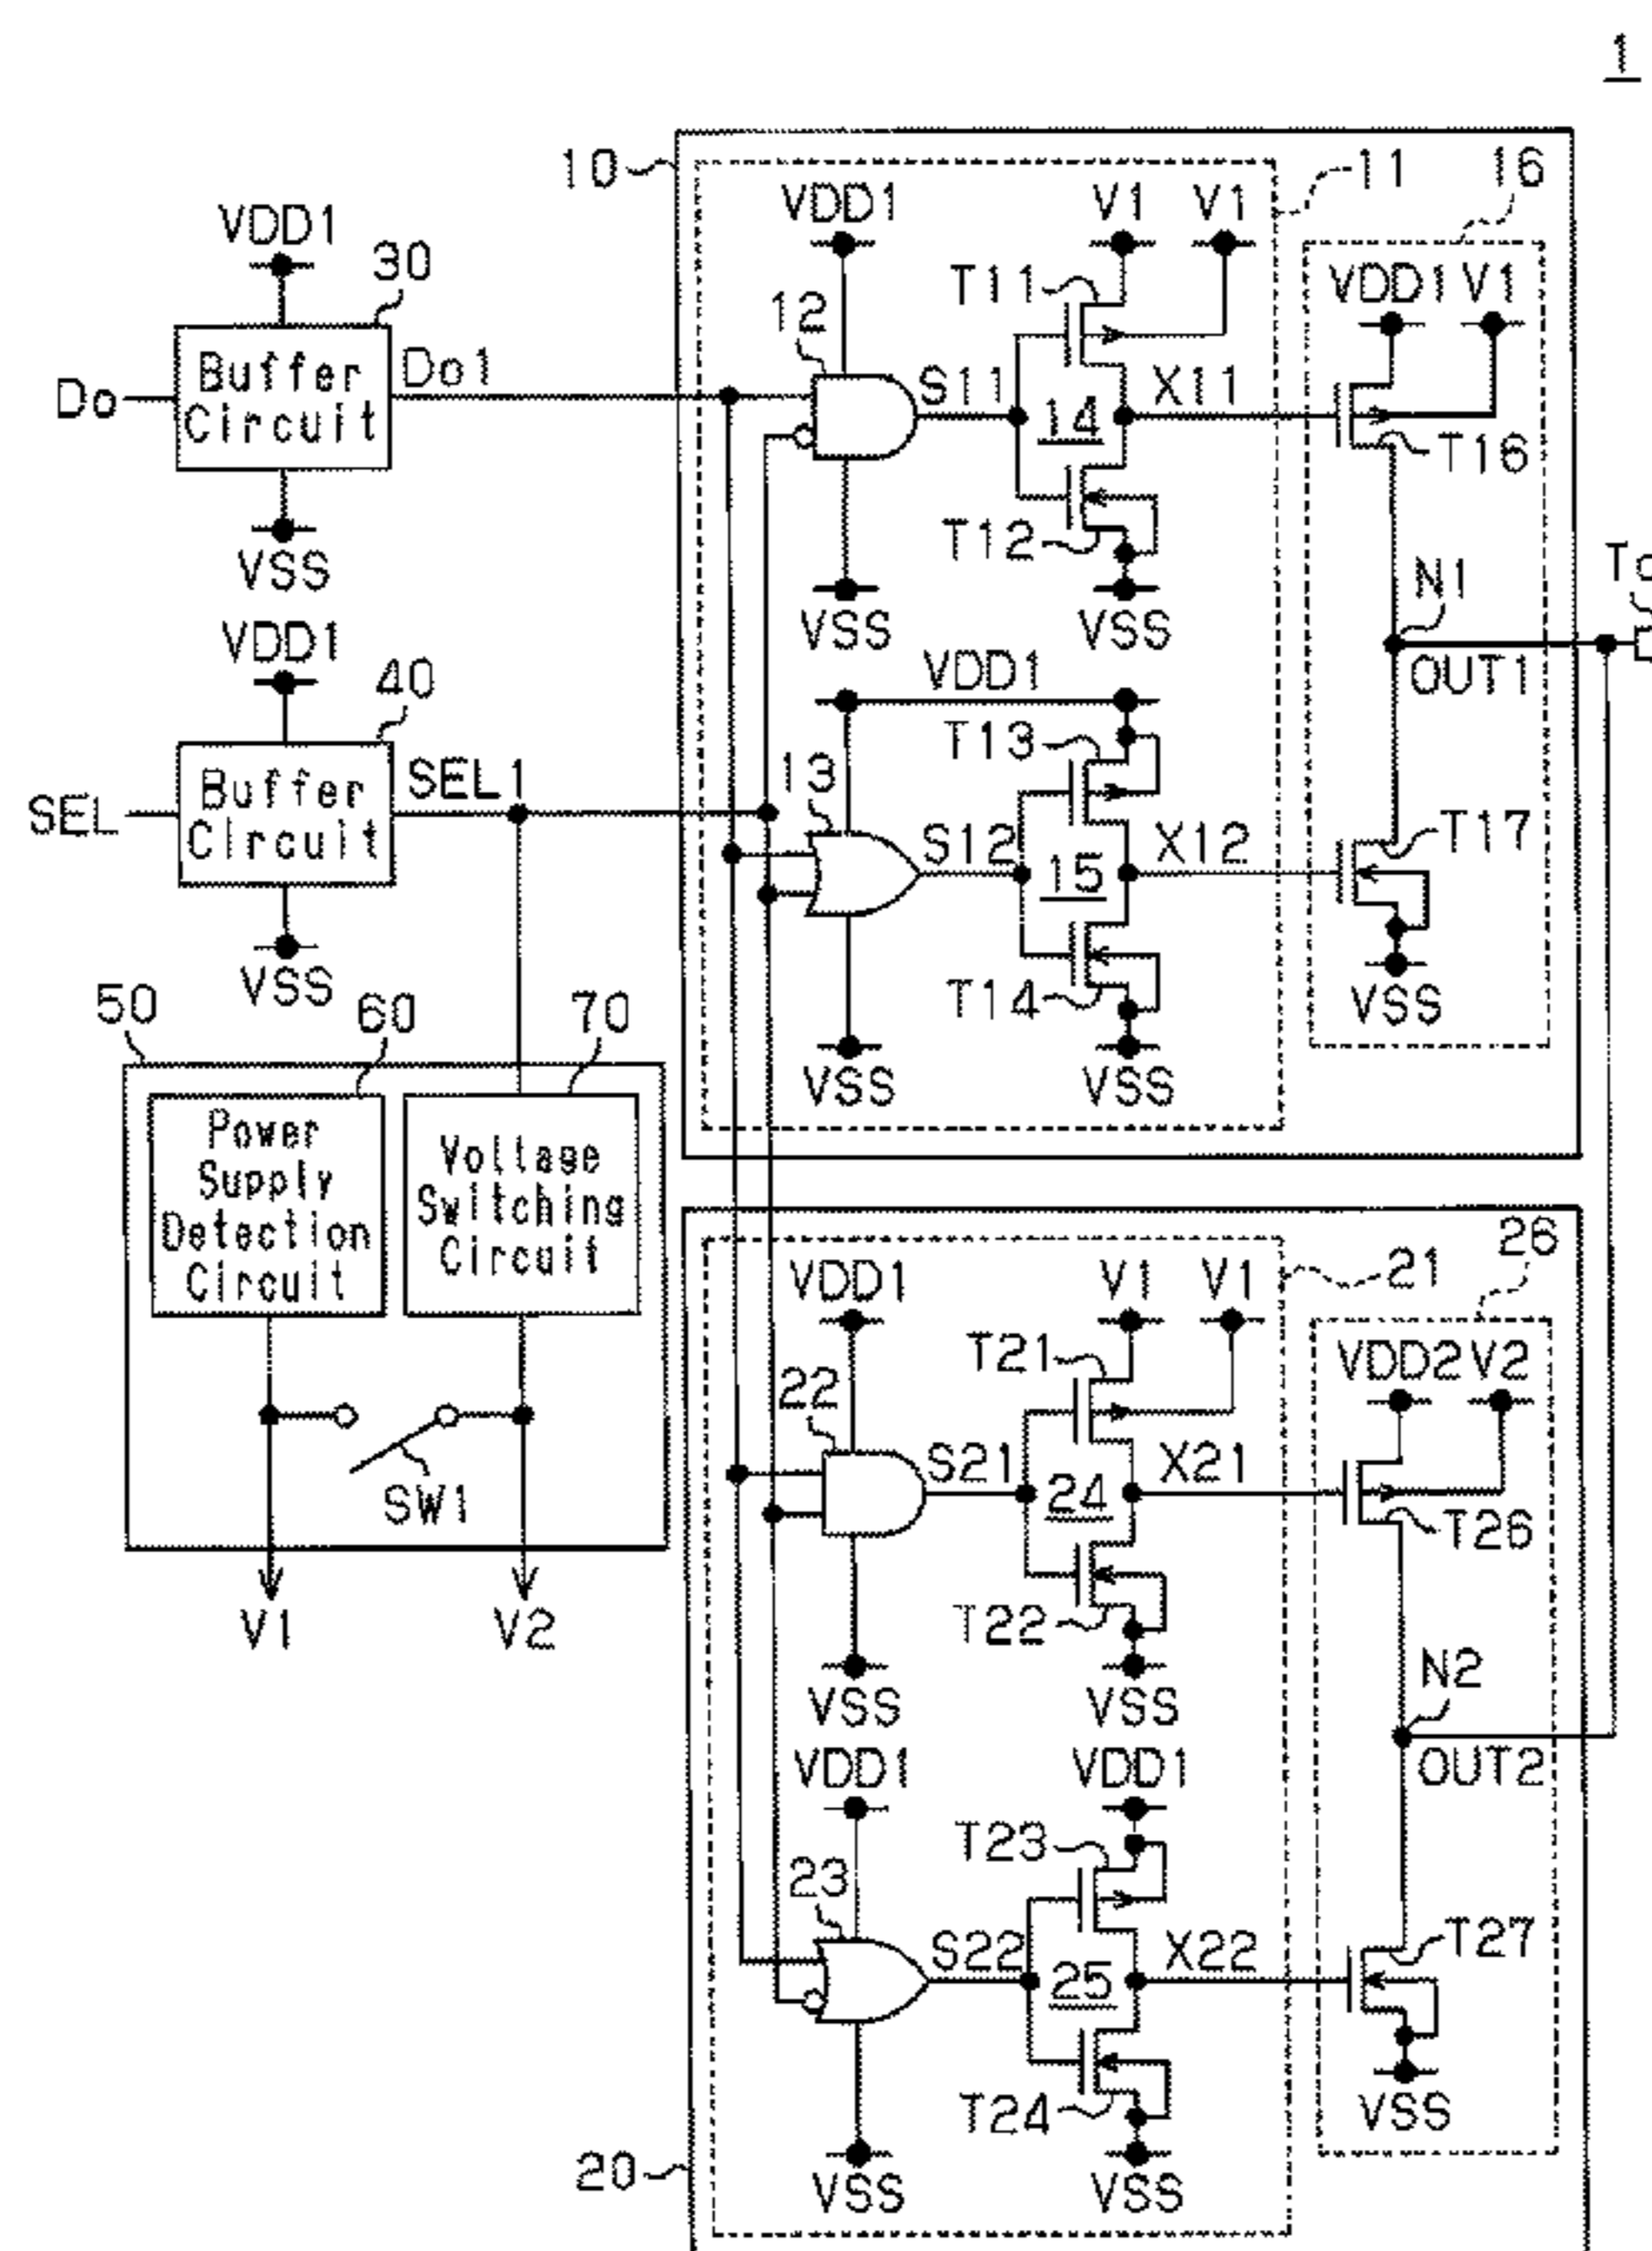 1
10
11
16
VDD1
V1
V1
VDD1
30
T11
VDD1
V1
12
Do
Buffer
Circuit
Do1
S11
14
X11
T16
T12
VSS
VSS
VSS
N1
OUT1
VDD1
40
VDD1
T13
13
SEL
Buffer
Circuit
SEL1
S12
15
X12
T17
T14
VSS
VSS
VSS
VSS
50
60
70
Power
Supply
Detection
Circuit
Voltage
Switching
Circuit
SW1
V1
V2
26
21
VDD1
V1
V1
T21
VDD2
V2
22
S21
24
X21
T26
T22
VSS
VSS
N2
OUT2
VDD1
VDD1
T23
23
S22
25
X22
T27
T24
VSS
VSS
VSS
20